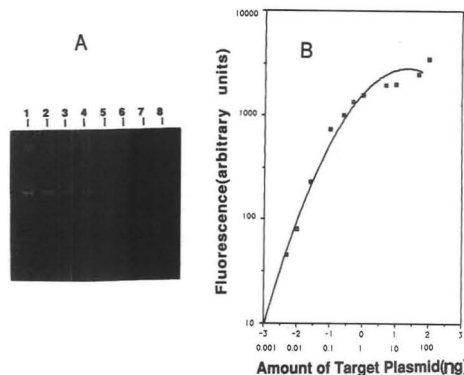 A
1 2 3 4 5 6 7 8
B
Fluorescence(arbitrary units)
10000
1000
100
10
-3 -2 -1 0 1 2
0.001 0.01 0.1 1 10 100
Amount of Target Plasmid(ng)